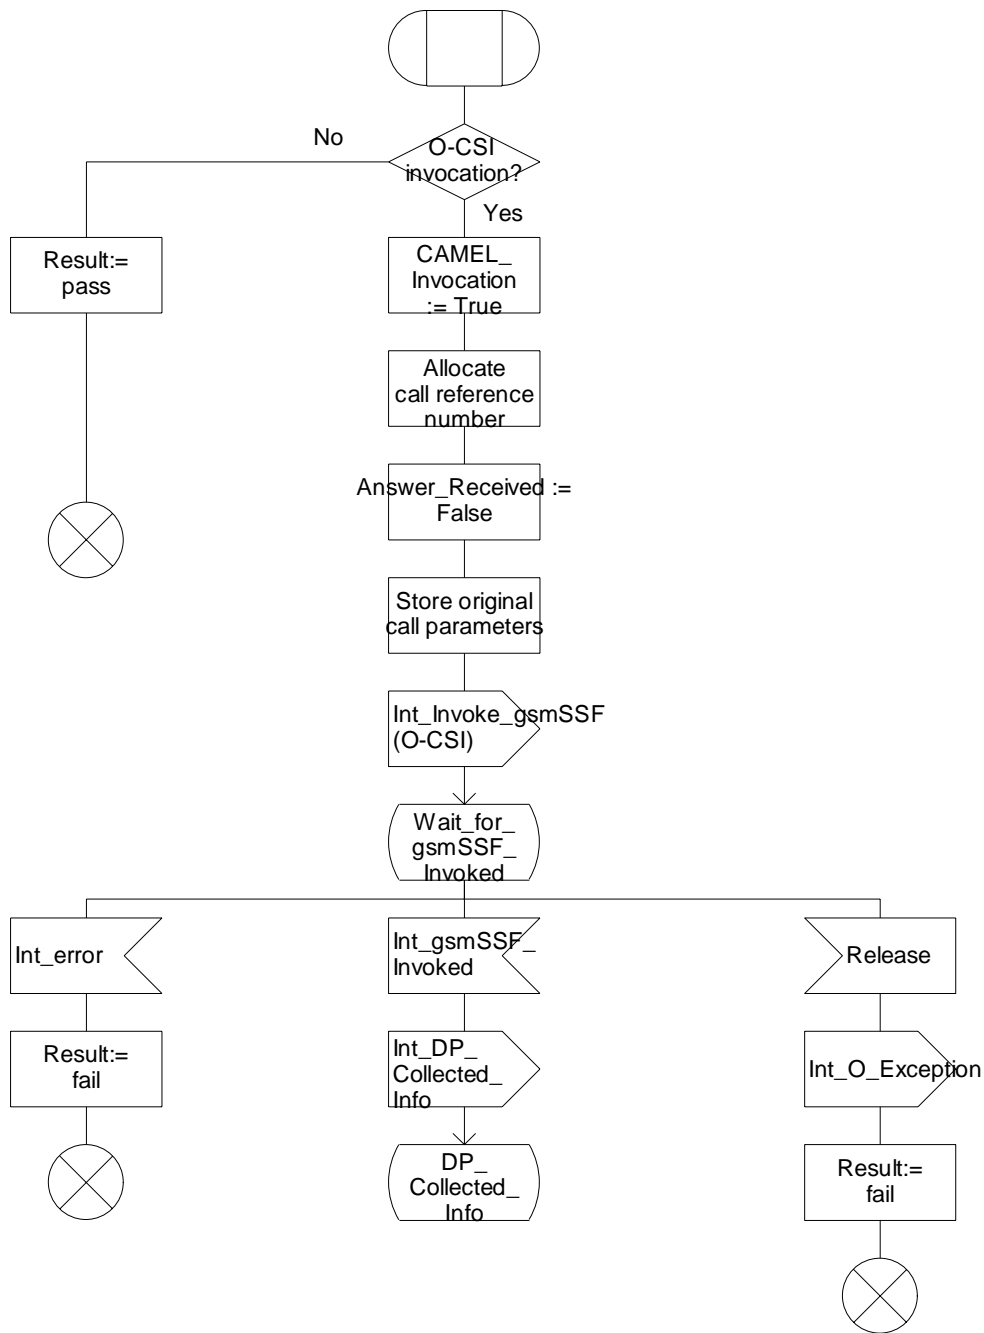 O-CSI
invocation?
No
Yes
Result:=
pass
CAMEL_
Invocation
:= True
Allocate
call reference
number
Answer_Received :=
False
Store original
call parameters
Int_Invoke_gsmSSF
(O-CSI)
Wait_for_
gsmSSF_
Invoked
Int_error
Int_gsmSSF_
Invoked
Release
Result:=
fail
Int_DP_
Collected_
Info
Int_O_Exception
DP_
Collected_
Info
Result:=
fail